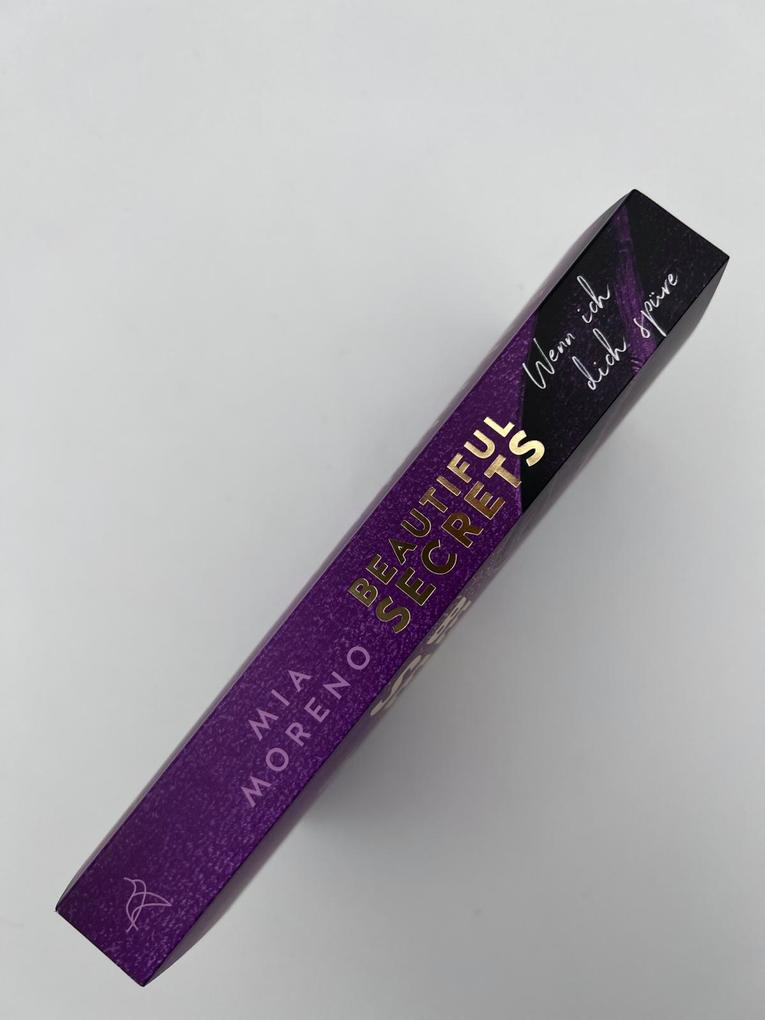 MIA
MORENO
BEAUTIFUL
SECRETS
Wenn ich
dich spüre